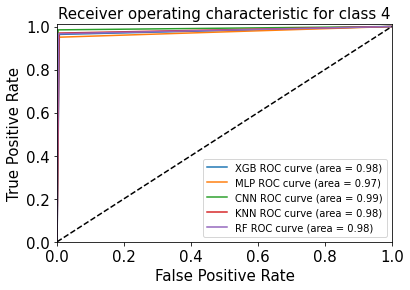 Receiver operating characteristic for class 4
True Positive Rate
1.0
0.8
0.6
0.4
0.2
0.0
XGB ROC curve (area = 0.98)
MLP ROC curve (area = 0.97)
CNN ROC curve (area = 0.99)
KNN ROC curve (area = 0.98)
RF ROC curve (area = 0.98)
0.0 0.2 0.4 0.6 0.8 1.0
False Positive Rate